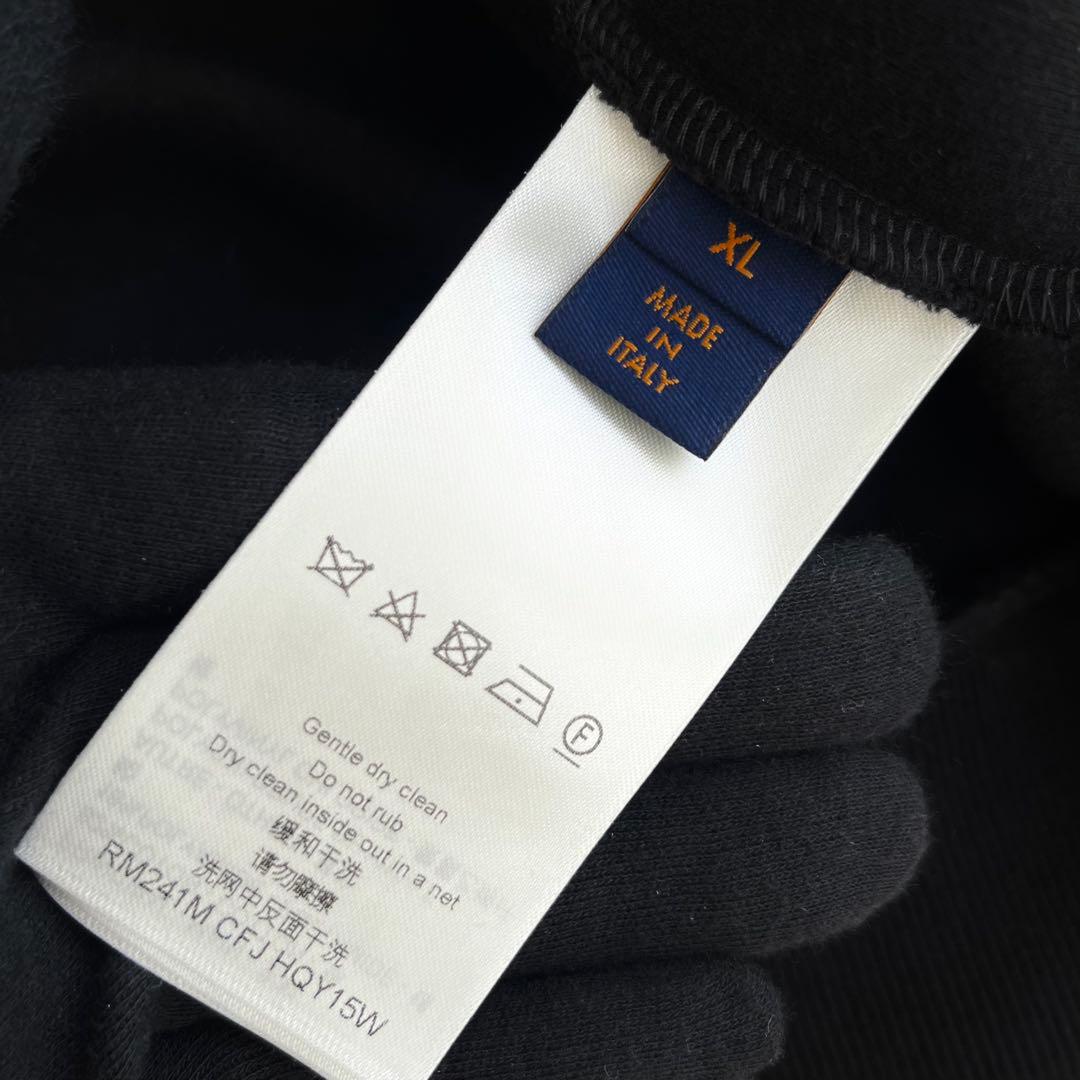 XL
MADE
IN
ITALY
F
Gentle dry clean
Do not rub
Dry clean inside out in a net
缓和干洗
请勿摩擦
洗网中反面干洗
RM241M CFJ HQY15W